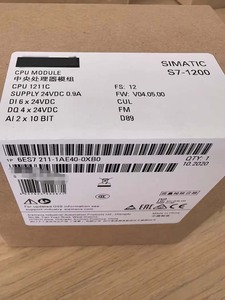 SIMATIC
S7-1200
CPU MODULE
中央处理器模组
CPU 1211C
SUPPLY 24VDC 0.9A
DI 6 x 24VDC
DQ 4 x 24VDC
AI 2 x 10 BIT
FS: 12
FW: V04.05.00
CUL
FM
D89
1P 6ES7 211-1AE40-0XB0
QTY: 1
10.2020
EAC